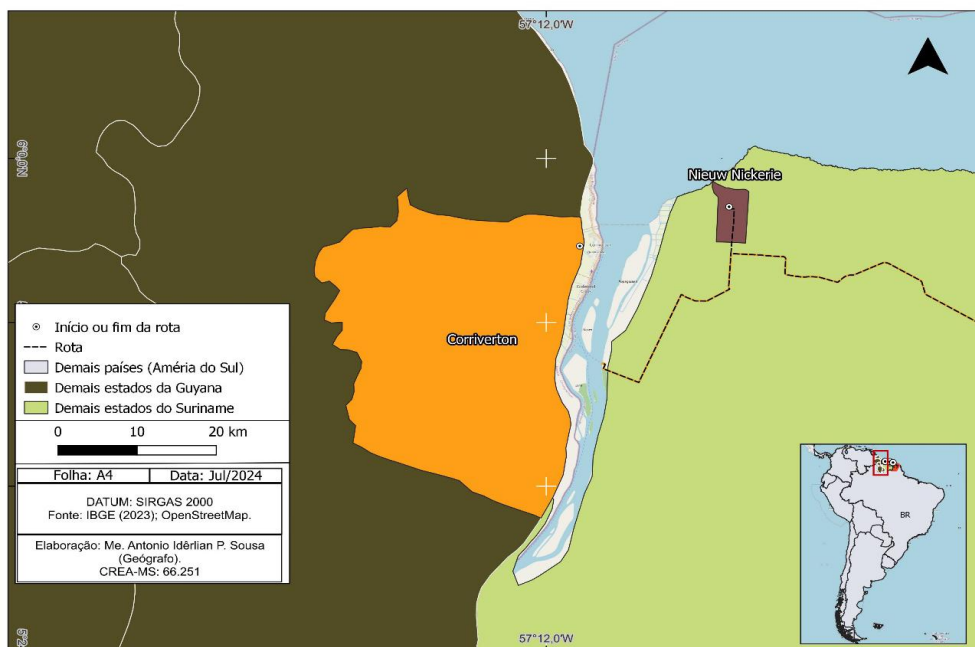 57°12,0'W
6°0,0'N
Nieuw Nickerie
Corriverton
Início ou fim da rota
Rota
Demais países (Améria do Sul)
Demais estados da Guyana
Demais estados do Suriname
0 10 20 km
Folha: A4 Data: Jul/2024
DATUM: SIRGAS 2000
Fonte: IBGE (2023); OpenStreetMap.
Elaboração: Me. Antonio Idêrlian P. Sousa
(Geógrafo).
CREA-MS: 66.251
BR
57°12,0'W